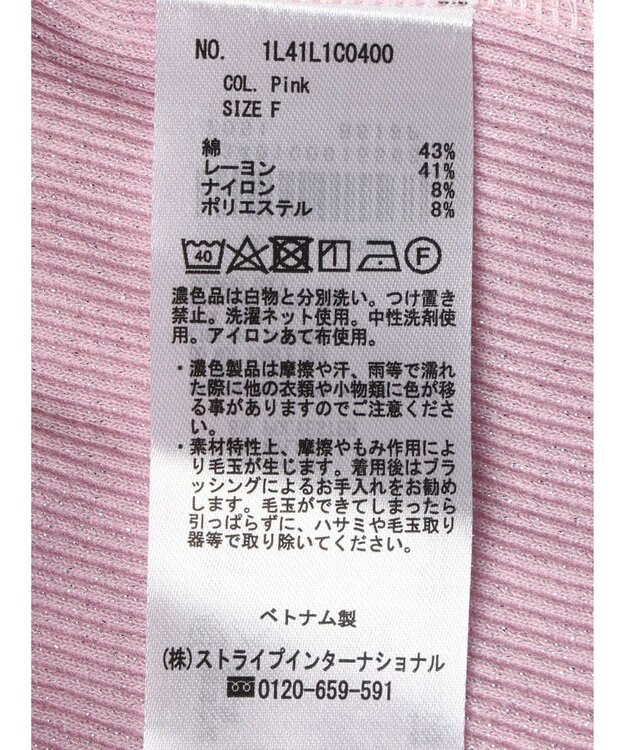 NO. 1L41L1C0400
COL. Pink
SIZE F
綿 43%
レーヨン 41%
ナイロン 8%
ポリエステル 8%
40 F
濃色品は白物と分別洗い。つけ置き
禁止。洗濯ネット使用。中性洗剤使
用。アイロンあて布使用。
・濃色製品は摩擦や汗、雨等で濡れ
た際に他の衣類や小物類に色が移
る事がありますのでご注意くださ
い。
・素材特性上、摩擦やもみ作用によ
り毛玉が生じます。着用後はブラ
ッシングによるお手入れをお勧め
します。毛玉ができてしまったら
引っぱらずに、ハサミや毛玉取り
器等で取り除いてください。
ベトナム製
(株)ストライプインターナショナル
0120-659-591